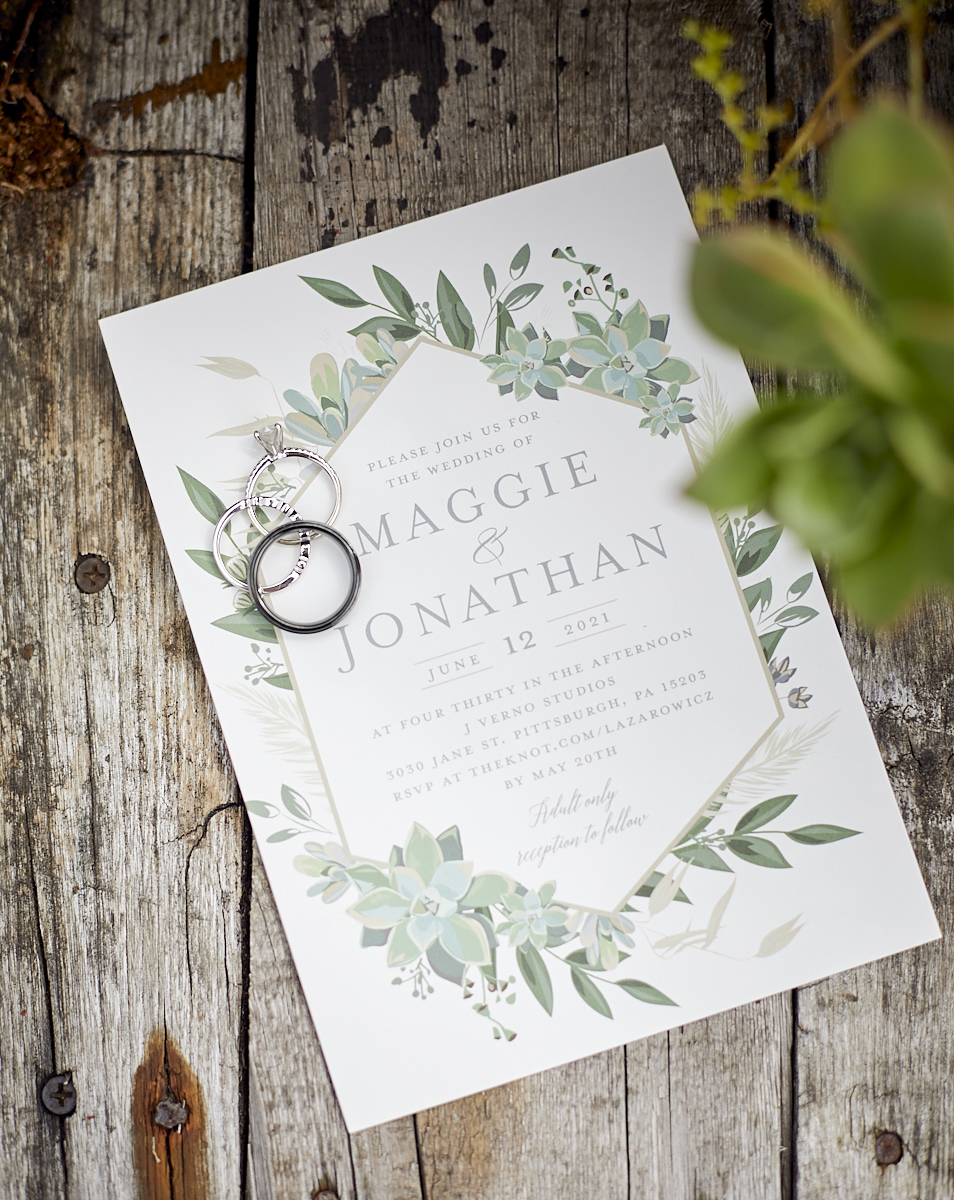 PLEASE JOIN US FOR
THE WEDDING OF
MAGGIE
&
JONATHAN
JUNE 12 2021
AT FOUR THIRTY IN THE AFTERNOON
J VERNO STUDIOS
3030 JANE ST, PITTSBURGH, PA 15203
RSVP AT THEKNOT.COM/LAZAROWICZ
BY MAY 20TH
Adult only
reception to follow